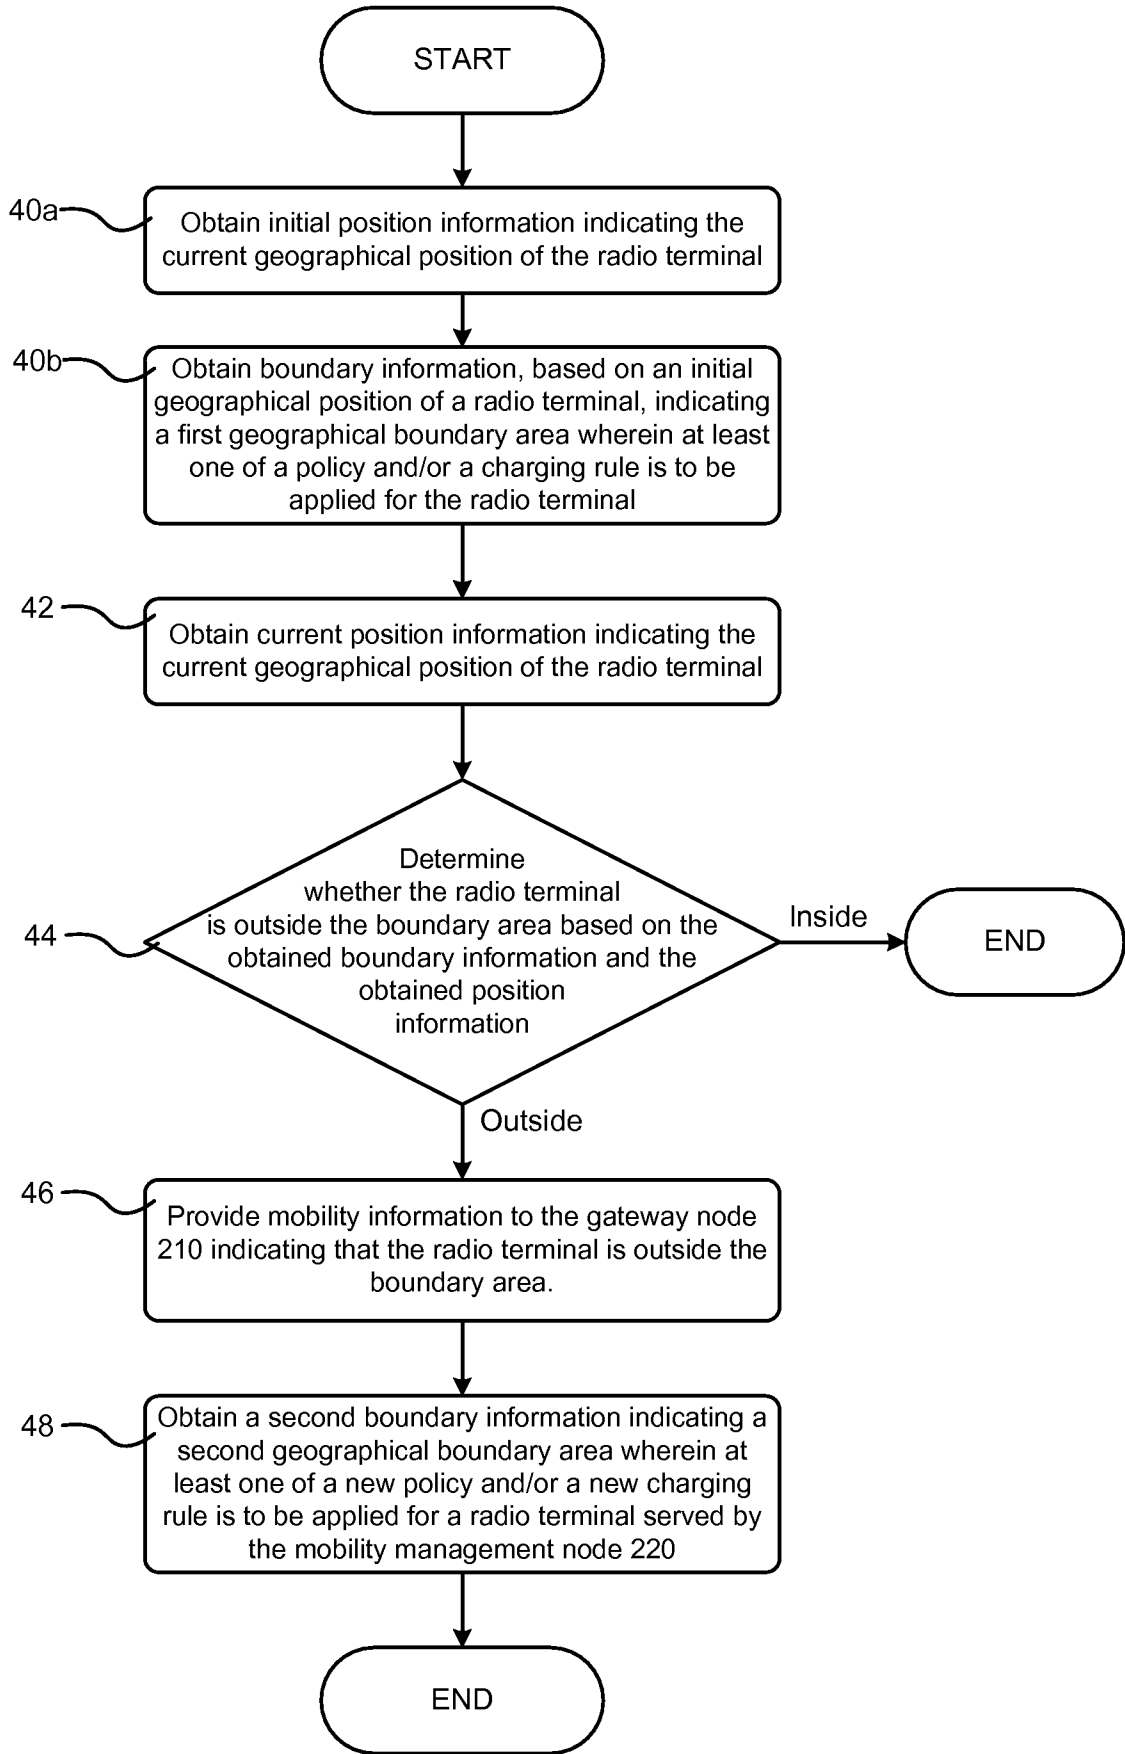 START
40a
Obtain initial position information indicating the
current geographical position of the radio terminal
40b
Obtain boundary information, based on an initial
geographical position of a radio terminal, indicating
a first geographical boundary area wherein at least
one of a policy and/or a charging rule is to be
applied for the radio terminal
42
Obtain current position information indicating the
current geographical position of the radio terminal
44
Determine
whether the radio terminal
is outside the boundary area based on the
obtained boundary information and the
obtained position
information
Inside
END
Outside
46
Provide mobility information to the gateway node
210 indicating that the radio terminal is outside the
boundary area.
48
Obtain a second boundary information indicating a
second geographical boundary area wherein at
least one of a new policy and/or a new charging
rule is to be applied for a radio terminal served by
the mobility management node 220
END